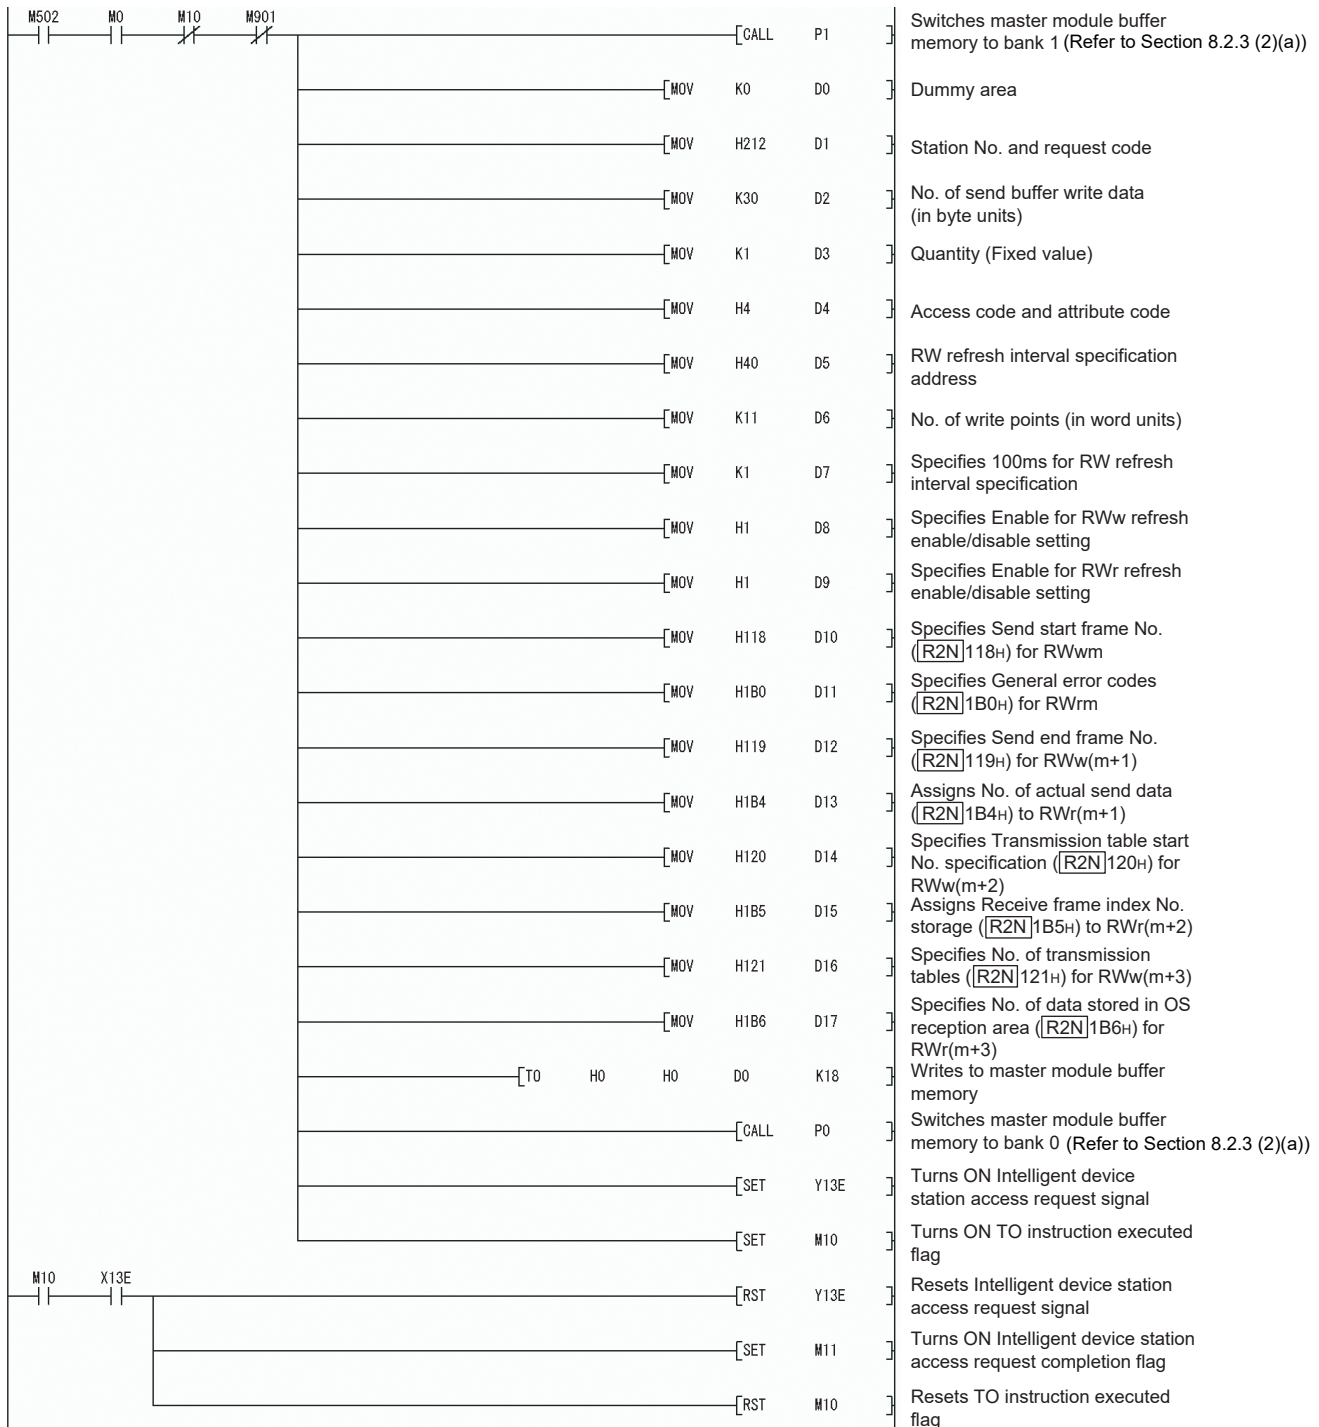 M502 M0 M10 M901
CALL P1 Switches master module buffer
memory to bank 1 (Refer to Section 8.2.3 (2)(a))
MOV K0 D0 Dummy area
MOV H212 D1 Station No. and request code
MOV K30 D2 No. of send buffer write data
(in byte units)
MOV K1 D3 Quantity (Fixed value)
MOV H4 D4 Access code and attribute code
MOV H40 D5 RW refresh interval specification
address
MOV K11 D6 No. of write points (in word units)
MOV K1 D7 Specifies 100ms for RW refresh
interval specification
MOV H1 D8 Specifies Enable for RWw refresh
enable/disable setting
MOV H1 D9 Specifies Enable for RWr refresh
enable/disable setting
MOV H118 D10 Specifies Send start frame No.
(R2N 118H) for RWwm
MOV H1B0 D11 Specifies General error codes
(R2N 1B0H) for RWrm
MOV H119 D12 Specifies Send end frame No.
(R2N 119H) for RWw(m+1)
MOV H1B4 D13 Assigns No. of actual send data
(R2N 1B4H) to RWr(m+1)
MOV H120 D14 Specifies Transmission table start
No. specification (R2N 120H) for
RWw(m+2)
MOV H1B5 D15 Assigns Receive frame index No.
storage (R2N 1B5H) to RWr(m+2)
MOV H121 D16 Specifies No. of transmission
tables (R2N 121H) for RWw(m+3)
MOV H1B6 D17 Specifies No. of data stored in OS
reception area (R2N 1B6H) for
RWr(m+3)
TO H0 H0 D0 K18 Writes to master module buffer
memory
CALL P0 Switches master module buffer
memory to bank 0 (Refer to Section 8.2.3 (2)(a))
SET Y13E Turns ON Intelligent device
station access request signal
SET M10 Turns ON TO instruction executed
flag
M10 X13E
RST Y13E Resets Intelligent device station
access request signal
SET M11 Turns ON Intelligent device station
access request completion flag
RST M10 Resets TO instruction executed
flag